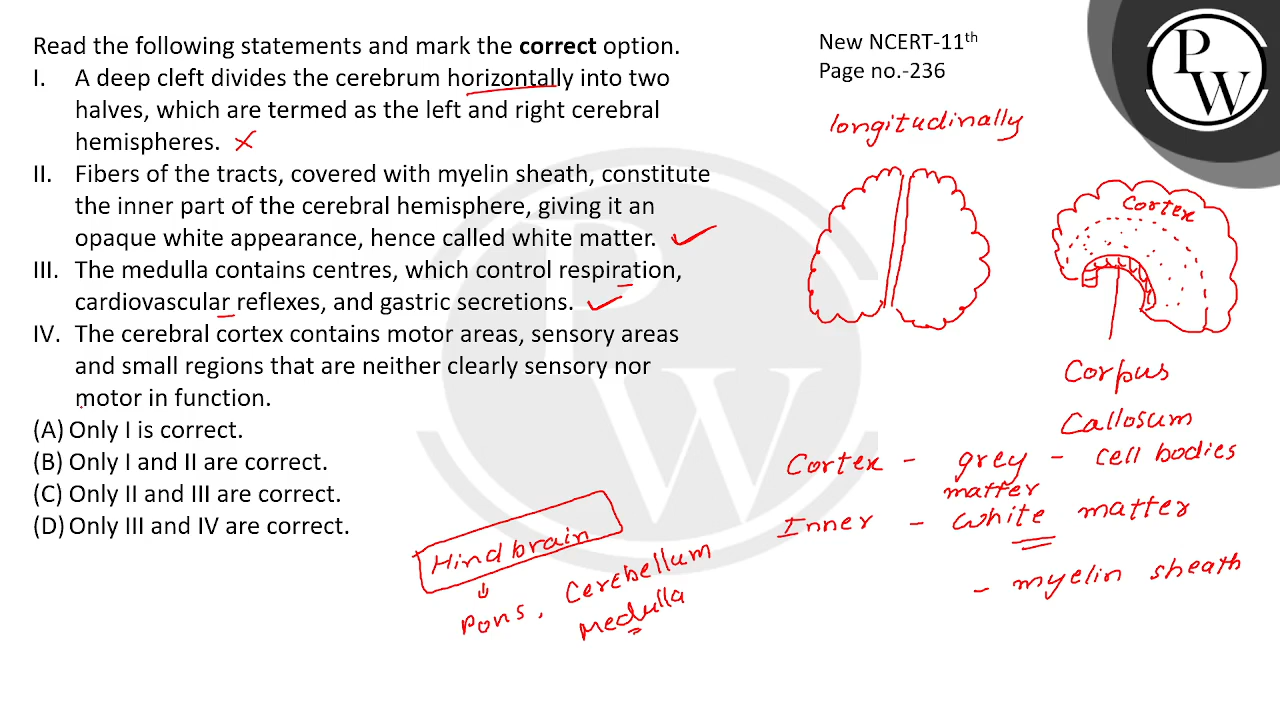 Read the following statements and mark the correct option.
I. A deep cleft divides the cerebrum horizontally into two
halves, which are termed as the left and right cerebral
hemispheres.
II. Fibers of the tracts, covered with myelin sheath, constitute
the inner part of the cerebral hemisphere, giving it an
opaque white appearance, hence called white matter.
III. The medulla contains centres, which control respiration,
cardiovascular reflexes, and gastric secretions.
IV. The cerebral cortex contains motor areas, sensory areas
and small regions that are neither clearly sensory nor
motor in function.
(A) Only I is correct.
(B) Only I and II are correct.
(C) Only II and III are correct.
(D) Only III and IV are correct.
Hindbrain
Pons, Cerebellum
Medulla
New NCERT-11th
Page no.-236
PW
longitudinally
Cortex
Corpus
Callosum
Cortex - grey - cell bodies
matter
Inner - white matter
- myelin sheath
PW